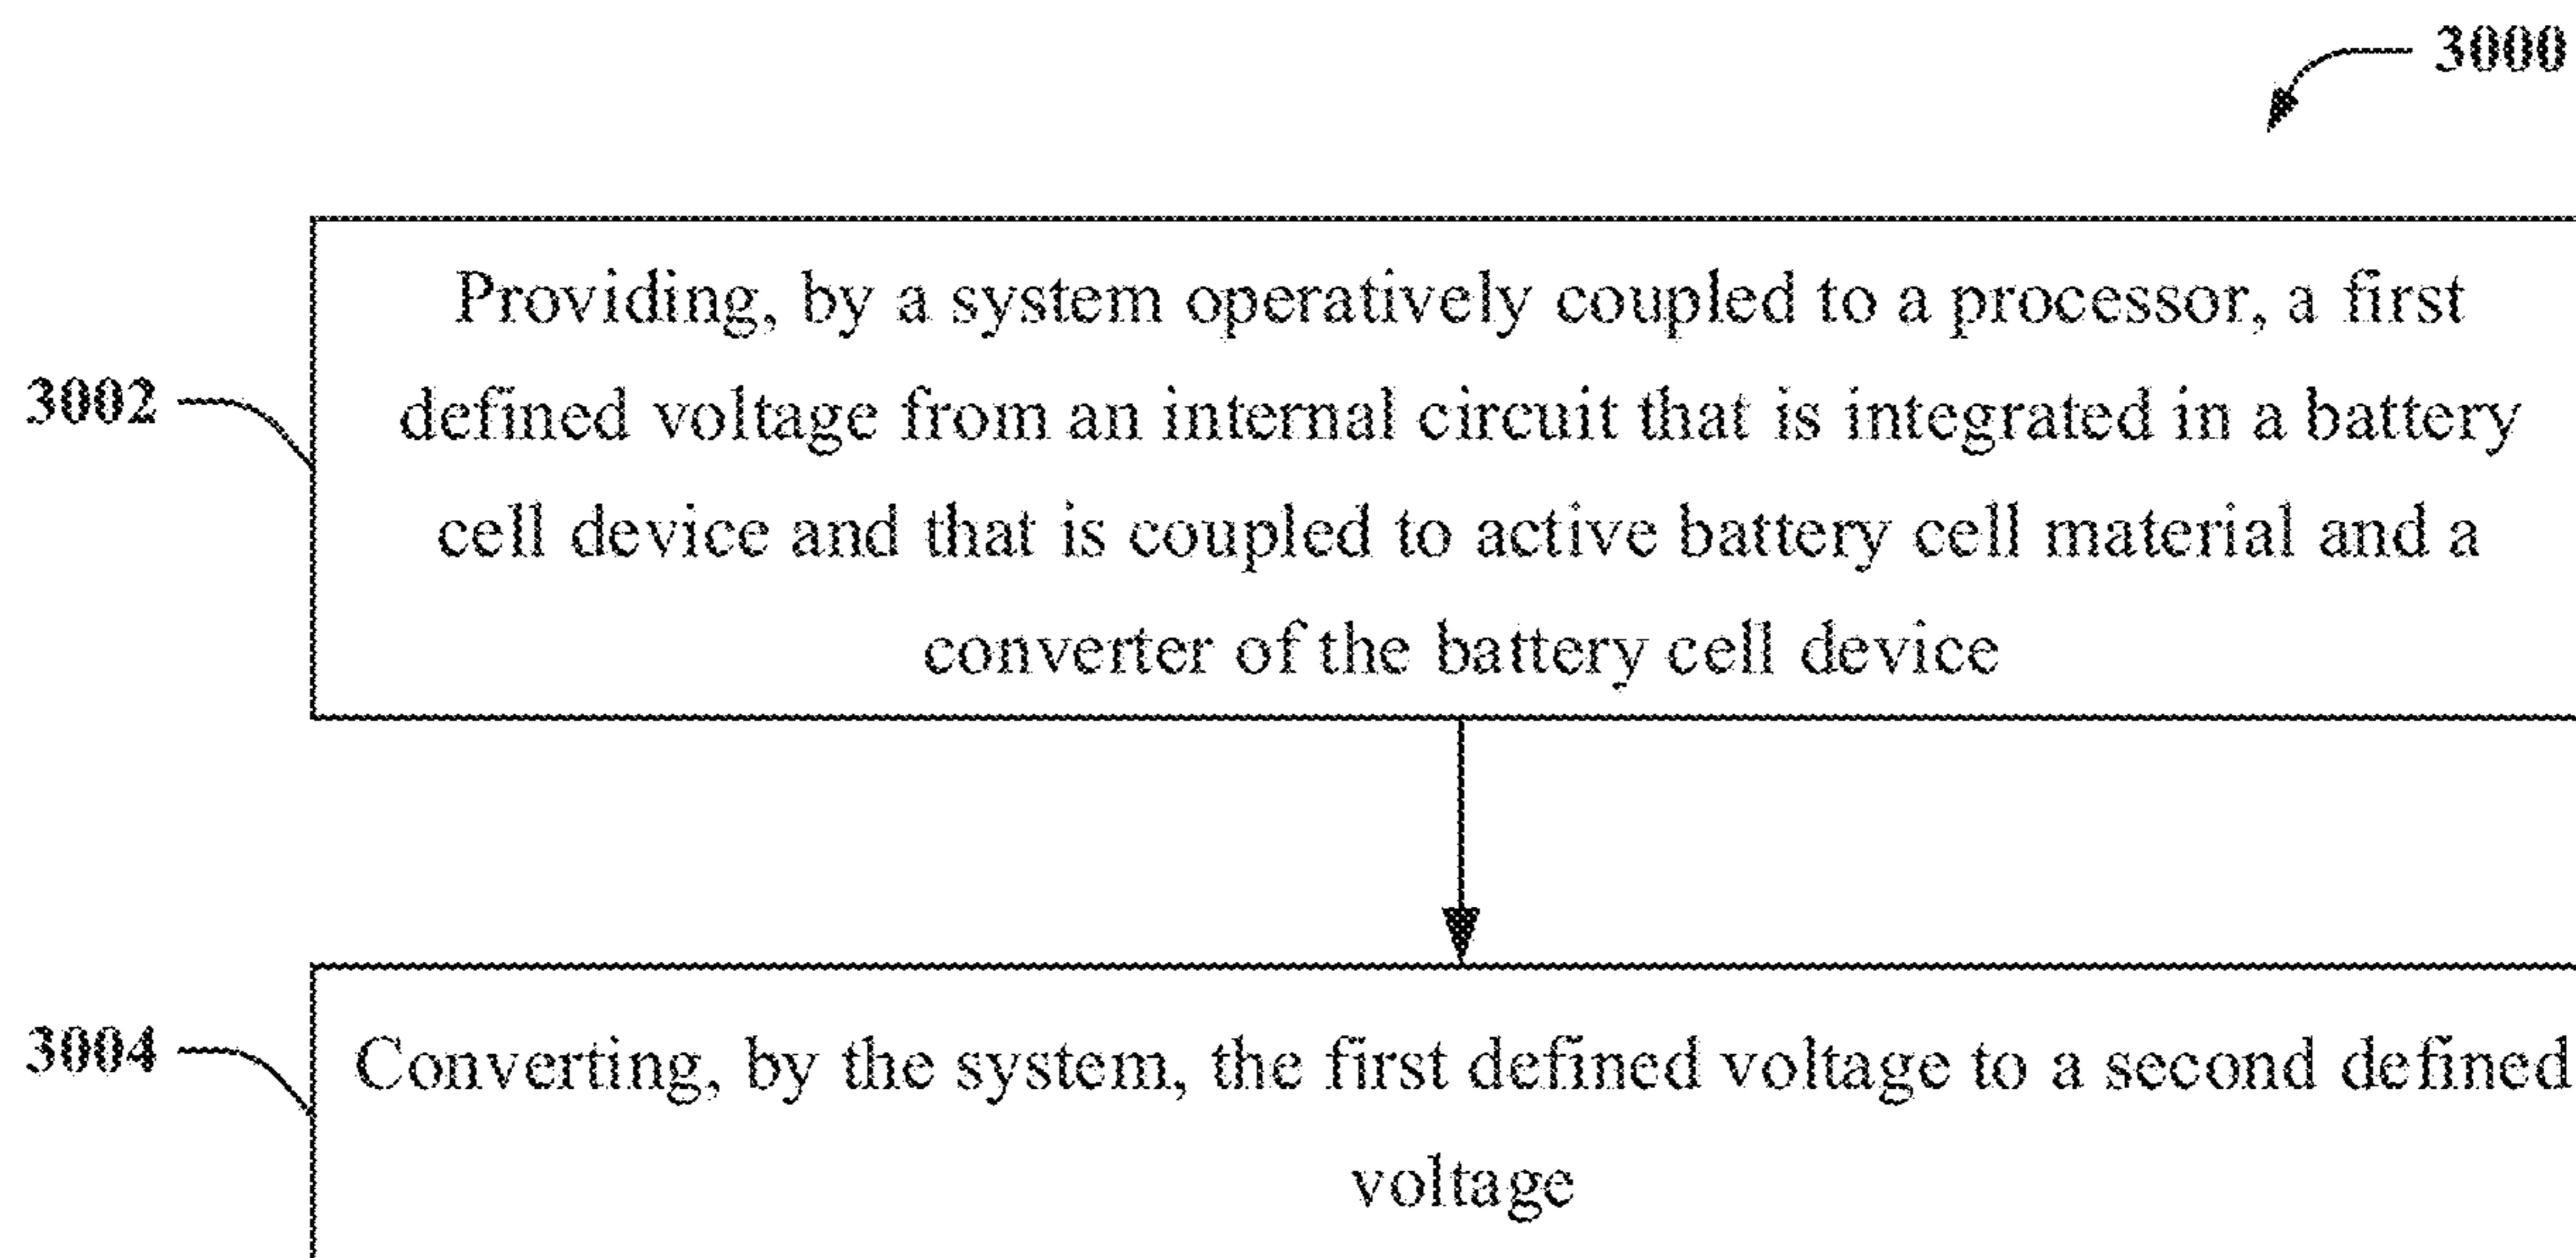 3000
Providing, by a system operatively coupled to a processor, a first
3002
defined voltage from an internal circuit that is integrated in a battery
cell device and that is coupled to active battery cell material and a
converter of the battery cell device
3004
Converting, by the system, the first defined voltage to a second defined
voltage